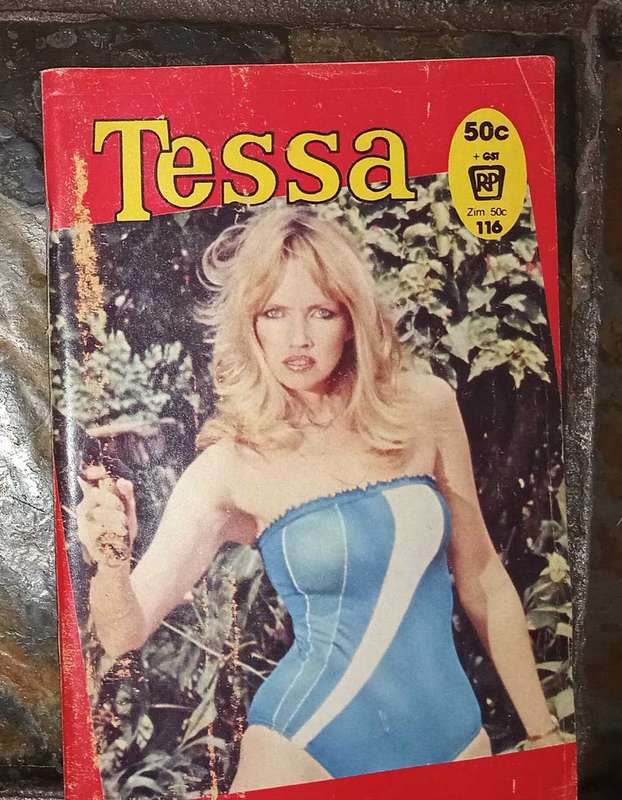 Tessa
50c
+ GST
RP
Zim 50c
116